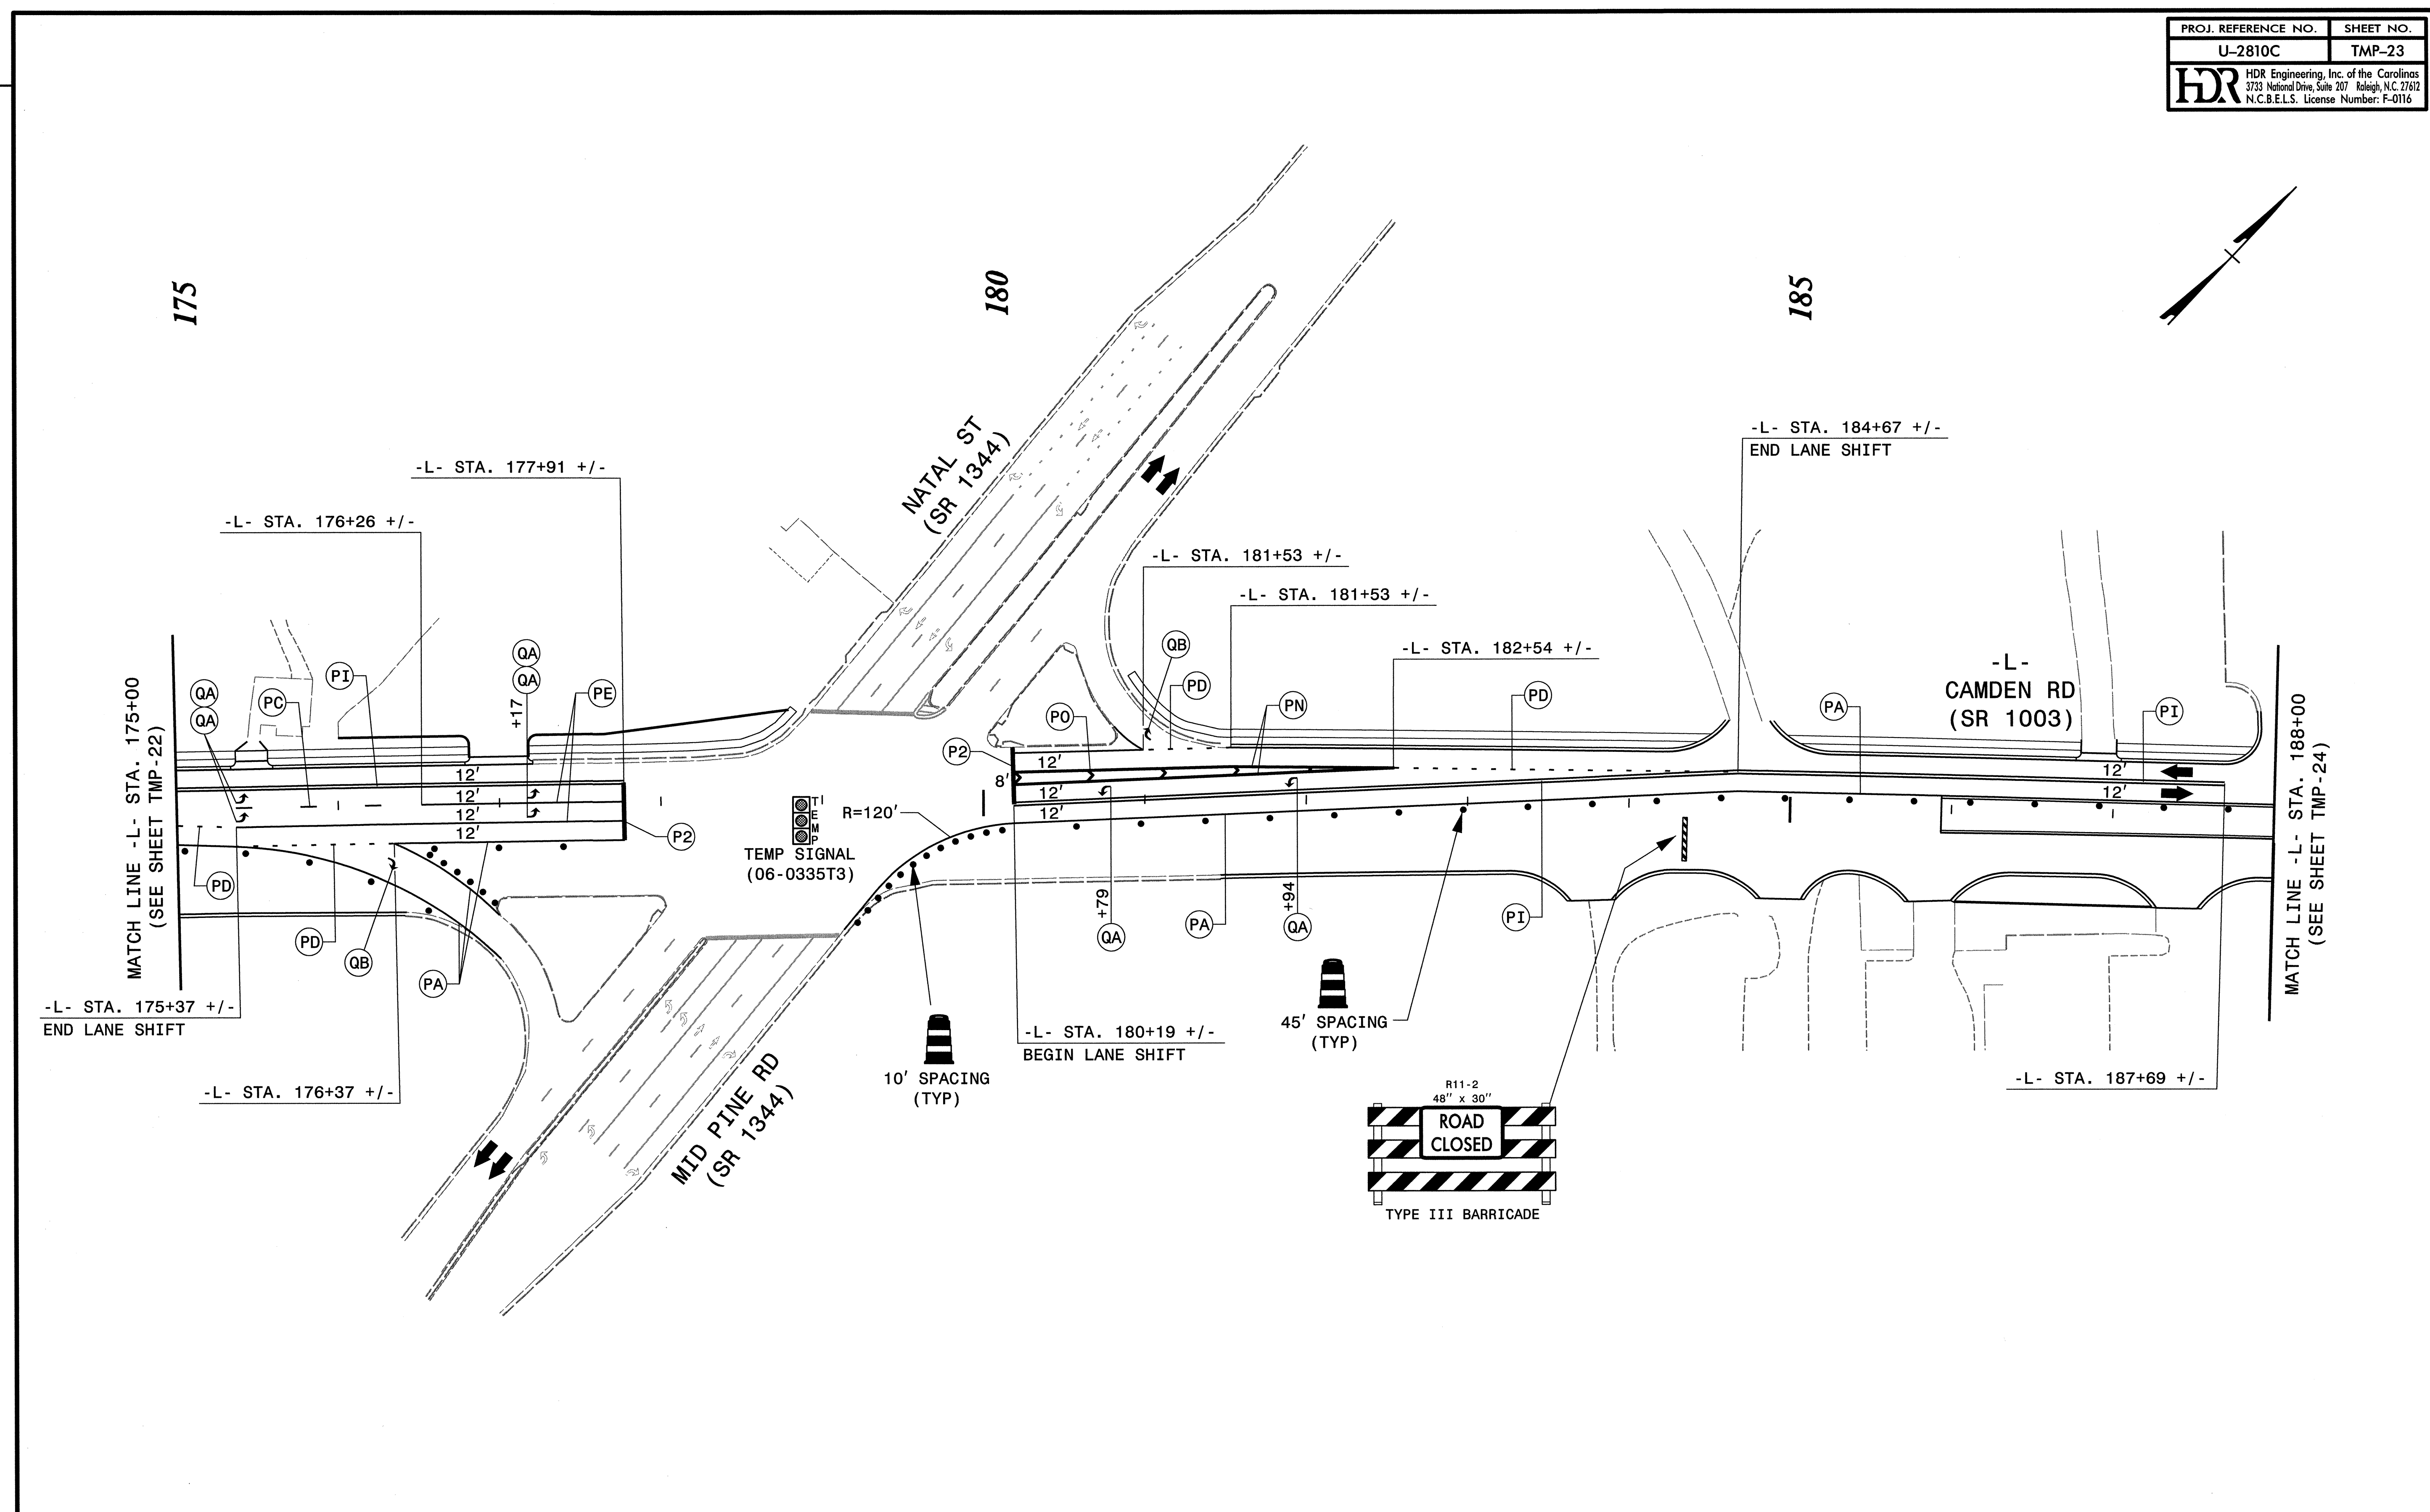 PROJ. REFERENCE NO.
SHEET NO.
U-2810C
TMP-23
HDR
HDR Engineering, Inc. of the Carolinas
3733 National Drive, Suite 207 Raleigh, N.C. 27612
N.C.B.E.L.S. License Number: F-0116
175
180
185
-L- STA. 184+67 +/-
END LANE SHIFT
-L- STA. 177+91 +/-
-L- STA. 176+26 +/-
NATAL ST
(SR 1344)
-L- STA. 181+53 +/-
-L- STA. 181+53 +/-
-L- STA. 182+54 +/-
QA
QA
+17
QA
QA
PC
PI
PE
QB
PD
PO
PN
PD
-L-
CAMDEN RD
(SR 1003)
PA
PI
MATCH LINE -L- STA. 175+00
(SEE SHEET TMP-22)
MATCH LINE -L- STA. 188+00
(SEE SHEET TMP-24)
P2
12'
12'
12'
12'
12'
8'
12'
12'
12'
12'
P2
T
E
M
P
R=120'
TEMP SIGNAL
(06-0335T3)
PD
PD
QB
PA
+79
QA
PA
+94
QA
PI
-L- STA. 175+37 +/-
END LANE SHIFT
-L- STA. 176+37 +/-
-L- STA. 180+19 +/-
BEGIN LANE SHIFT
45' SPACING
(TYP)
10' SPACING
(TYP)
MID PINE RD
(SR 1344)
-L- STA. 187+69 +/-
R11-2
48" x 30"
ROAD
CLOSED
TYPE III BARRICADE